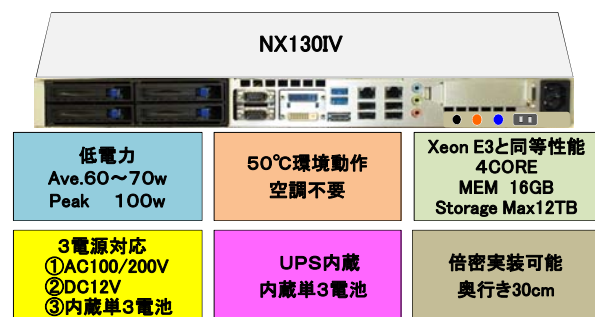 NX130Ⅳ
低電力
Ave.60～70w
Peak 100w
50℃環境動作
空調不要
Xeon E3と同等性能
4CORE
MEM 16GB
Storage Max12TB
3電源対応
①AC100/200V
②DC12V
③内蔵単3電池
UPS内蔵
内蔵単3電池
倍密実装可能
奥行き30cm